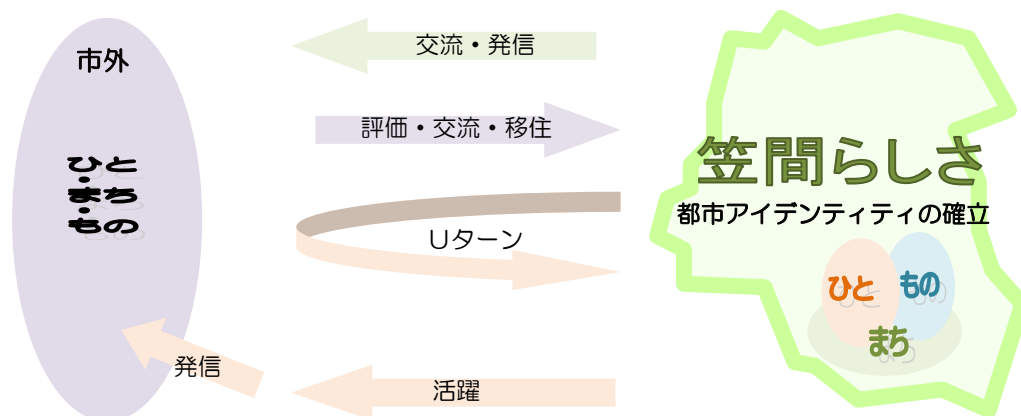 市外
ひと
・
まち
・
もの
交流・発信
評価・交流・移住
Uターン
発信
活躍
笠間らしさ
都市アイデンティティの確立
ひと
もの
まち